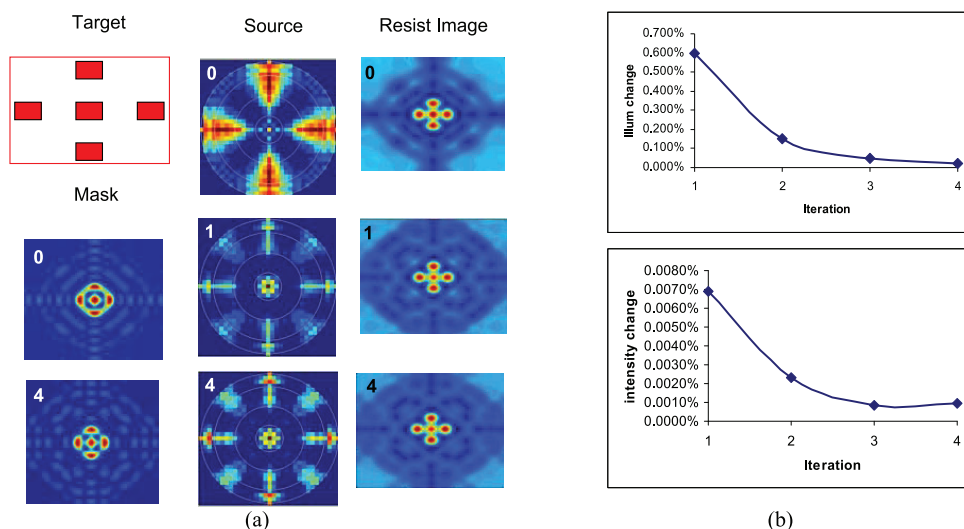 Target
Source
Resist Image
0
0
Mask
0
1
1
4
4
4
(a)
0.700%
0.600%
0.500%
0.400%
0.300%
0.200%
0.100%
0.000%
Illum change
1 2 3 4
Iteration
0.0080%
0.0070%
0.0060%
0.0050%
0.0040%
0.0030%
0.0020%
0.0010%
0.0000%
intensity change
1 2 3 4
Iteration
(b)